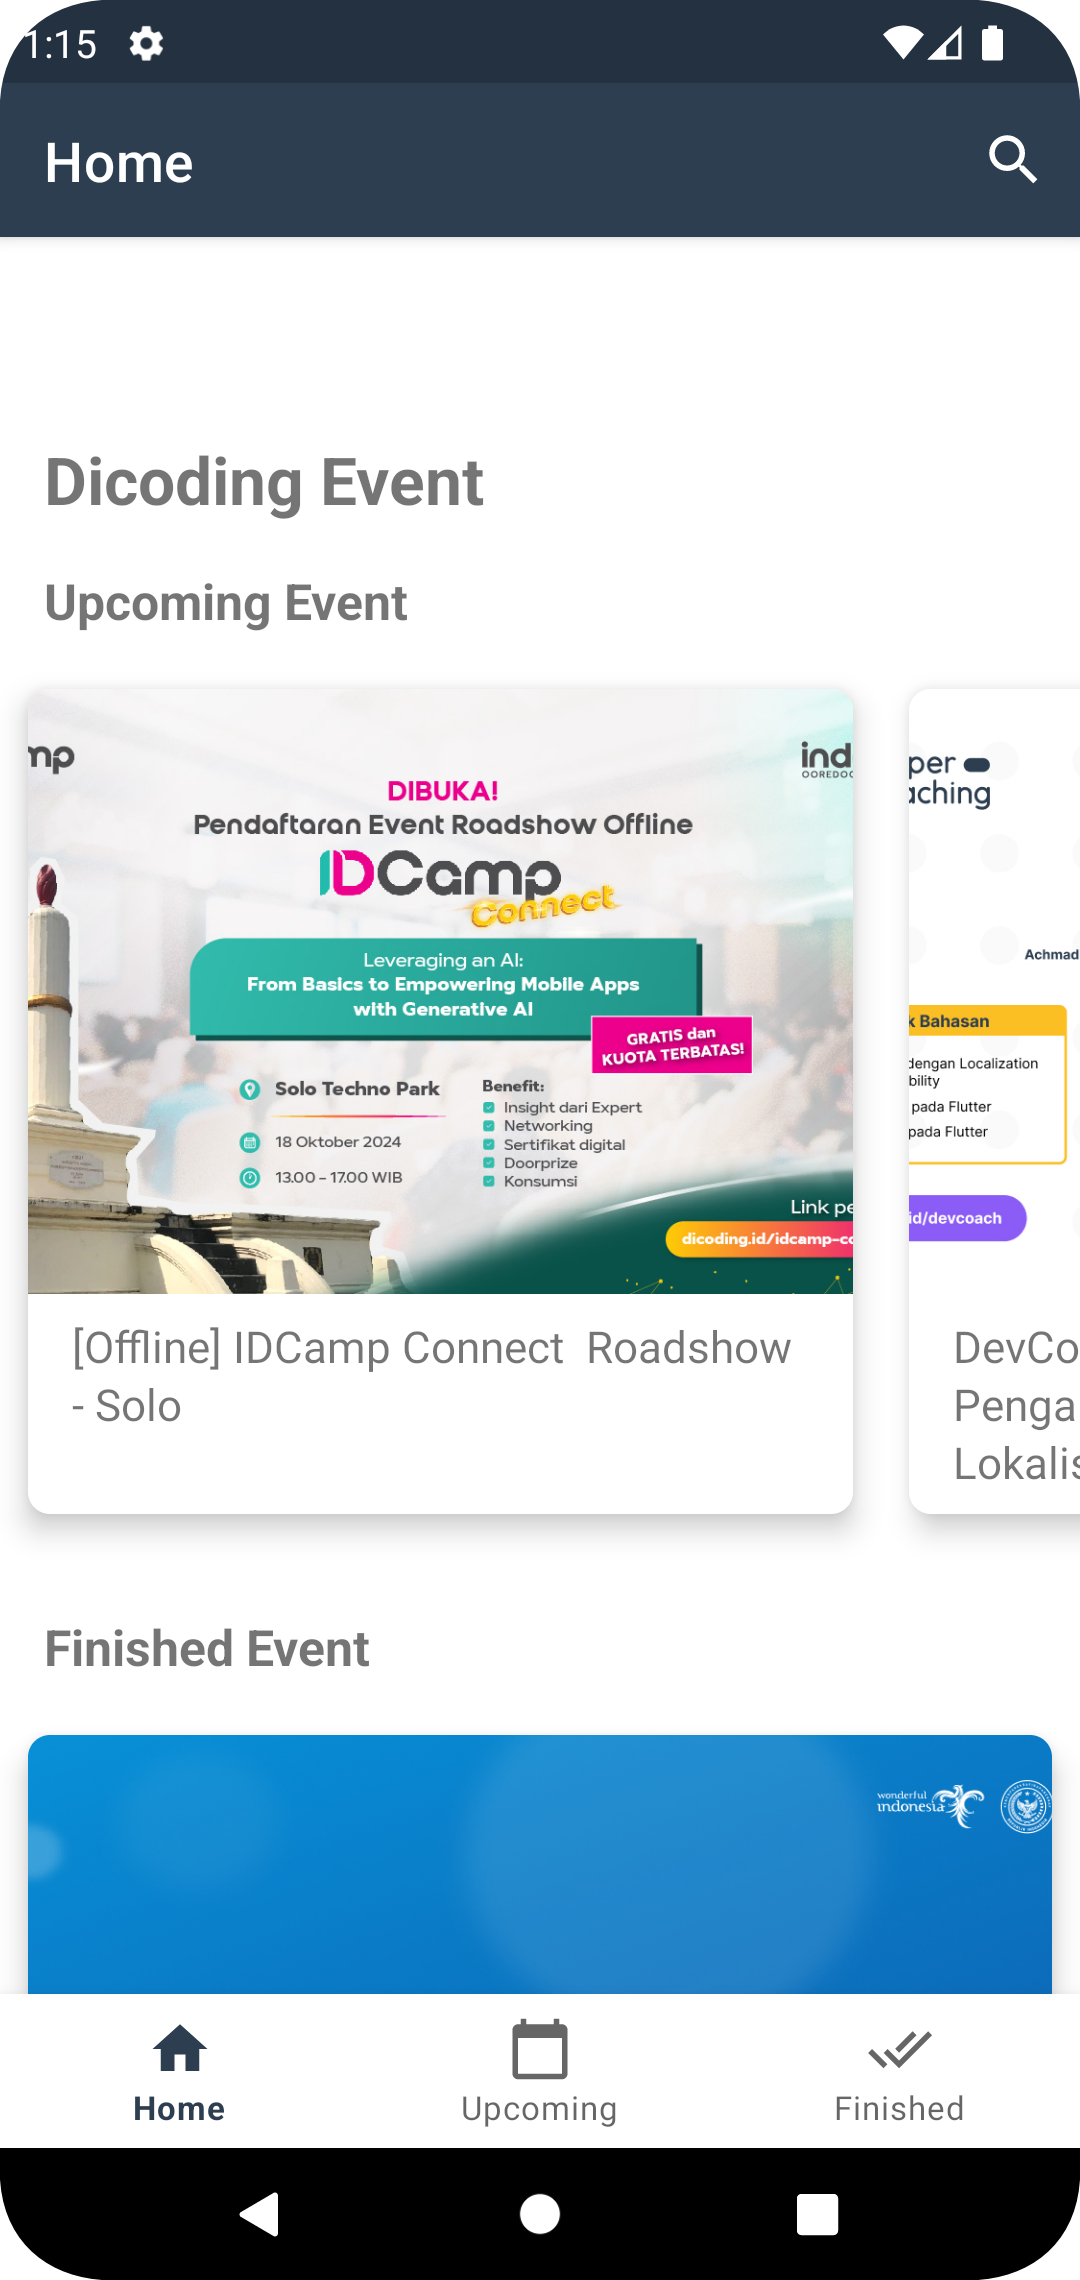 1:15
Home
Dicoding Event
Upcoming Event
mp
ind
OOREDOO
DIBUKA!
Pendaftaran Event Roadshow Offline
IDCamp
Connect
Leveraging an AI:
From Basics to Empowering Mobile Apps
with Generative AI
GRATIS dan
KUOTA TERBATAS!
Solo Techno Park
18 Oktober 2024
13.00 - 17.00 WIB
Benefit:
Insight dari Expert
Networking
Sertifikat digital
Doorprize
Konsumsi
Link pe
dicoding.id/idcamp-co
[Offline] IDCamp Connect  Roadshow
- Solo
per
aching
Achmad
k Bahasan
dengan Localization
bility
pada Flutter
pada Flutter
id/devcoach
DevCo
Penga
Lokalis
Finished Event
wonderful
indonesia
Home
Upcoming
Finished